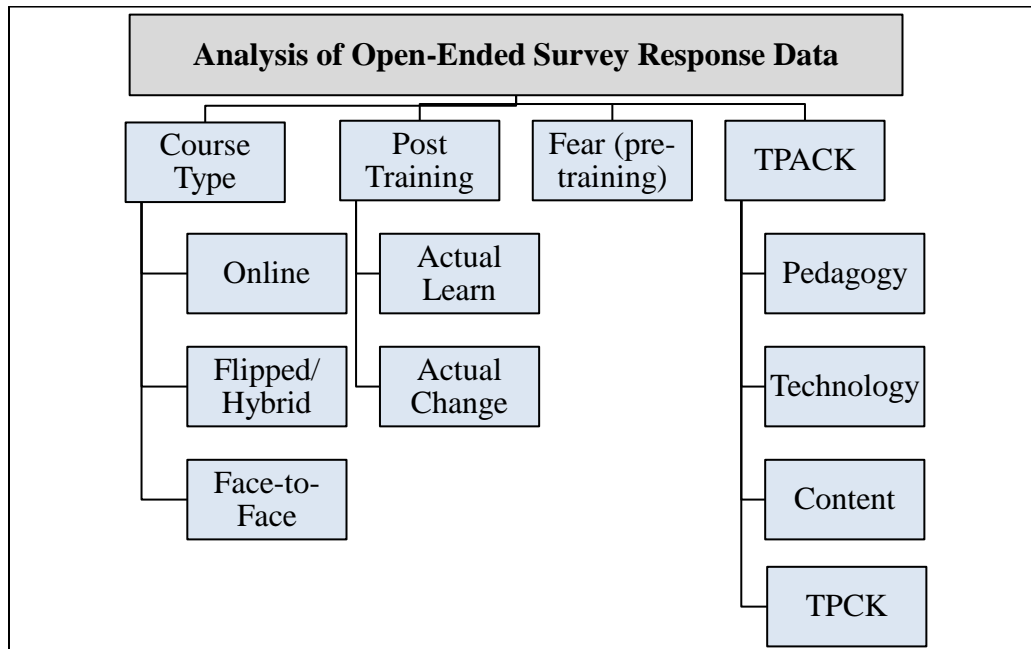 Analysis of Open-Ended Survey Response Data
Course
Type
Post
Training
Fear (pre-
training)
TPACK
Online
Flipped/
Hybrid
Face-to-
Face
Actual
Learn
Actual
Change
Pedagogy
Technology
Content
TPCK